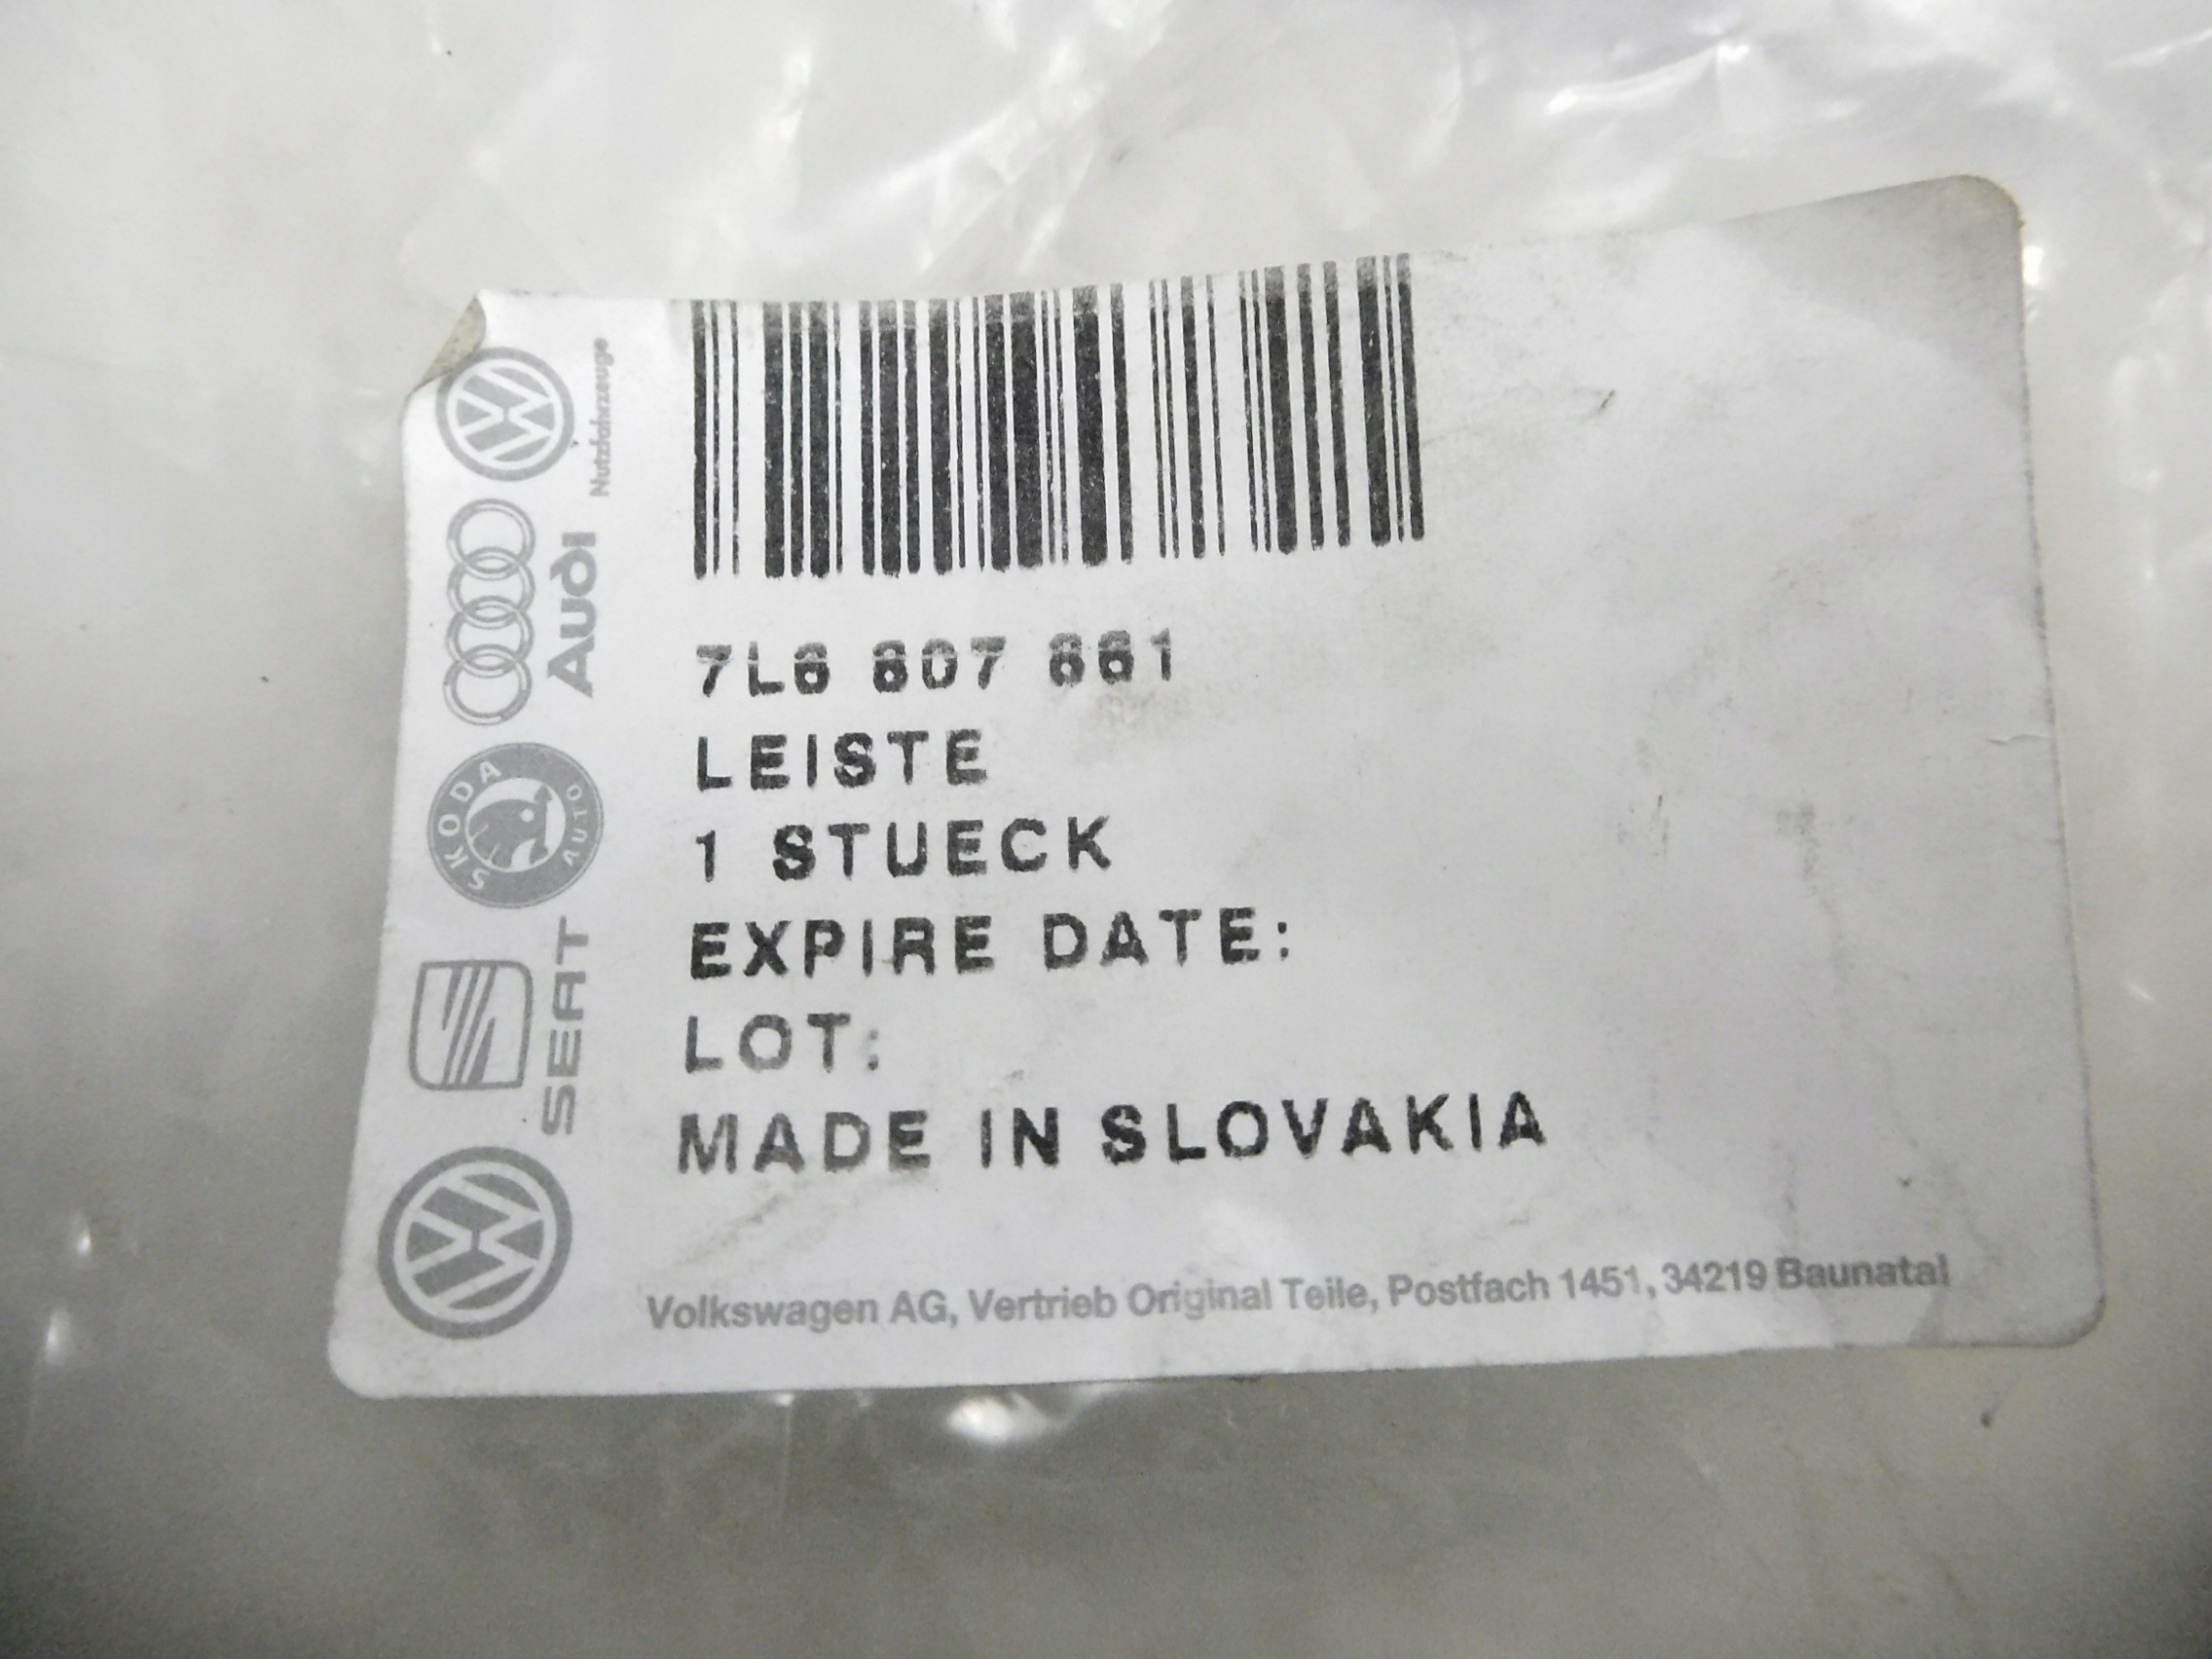 Nutzfahrzeuge
Audi
SKODA AUTO
SEAT
7L6 807 661
LEISTE
1 STUECK
EXPIRE DATE:
LOT:
MADE IN SLOVAKIA
Volkswagen AG, Vertrieb Original Teile, Postfach 1451, 34219 Baunatal